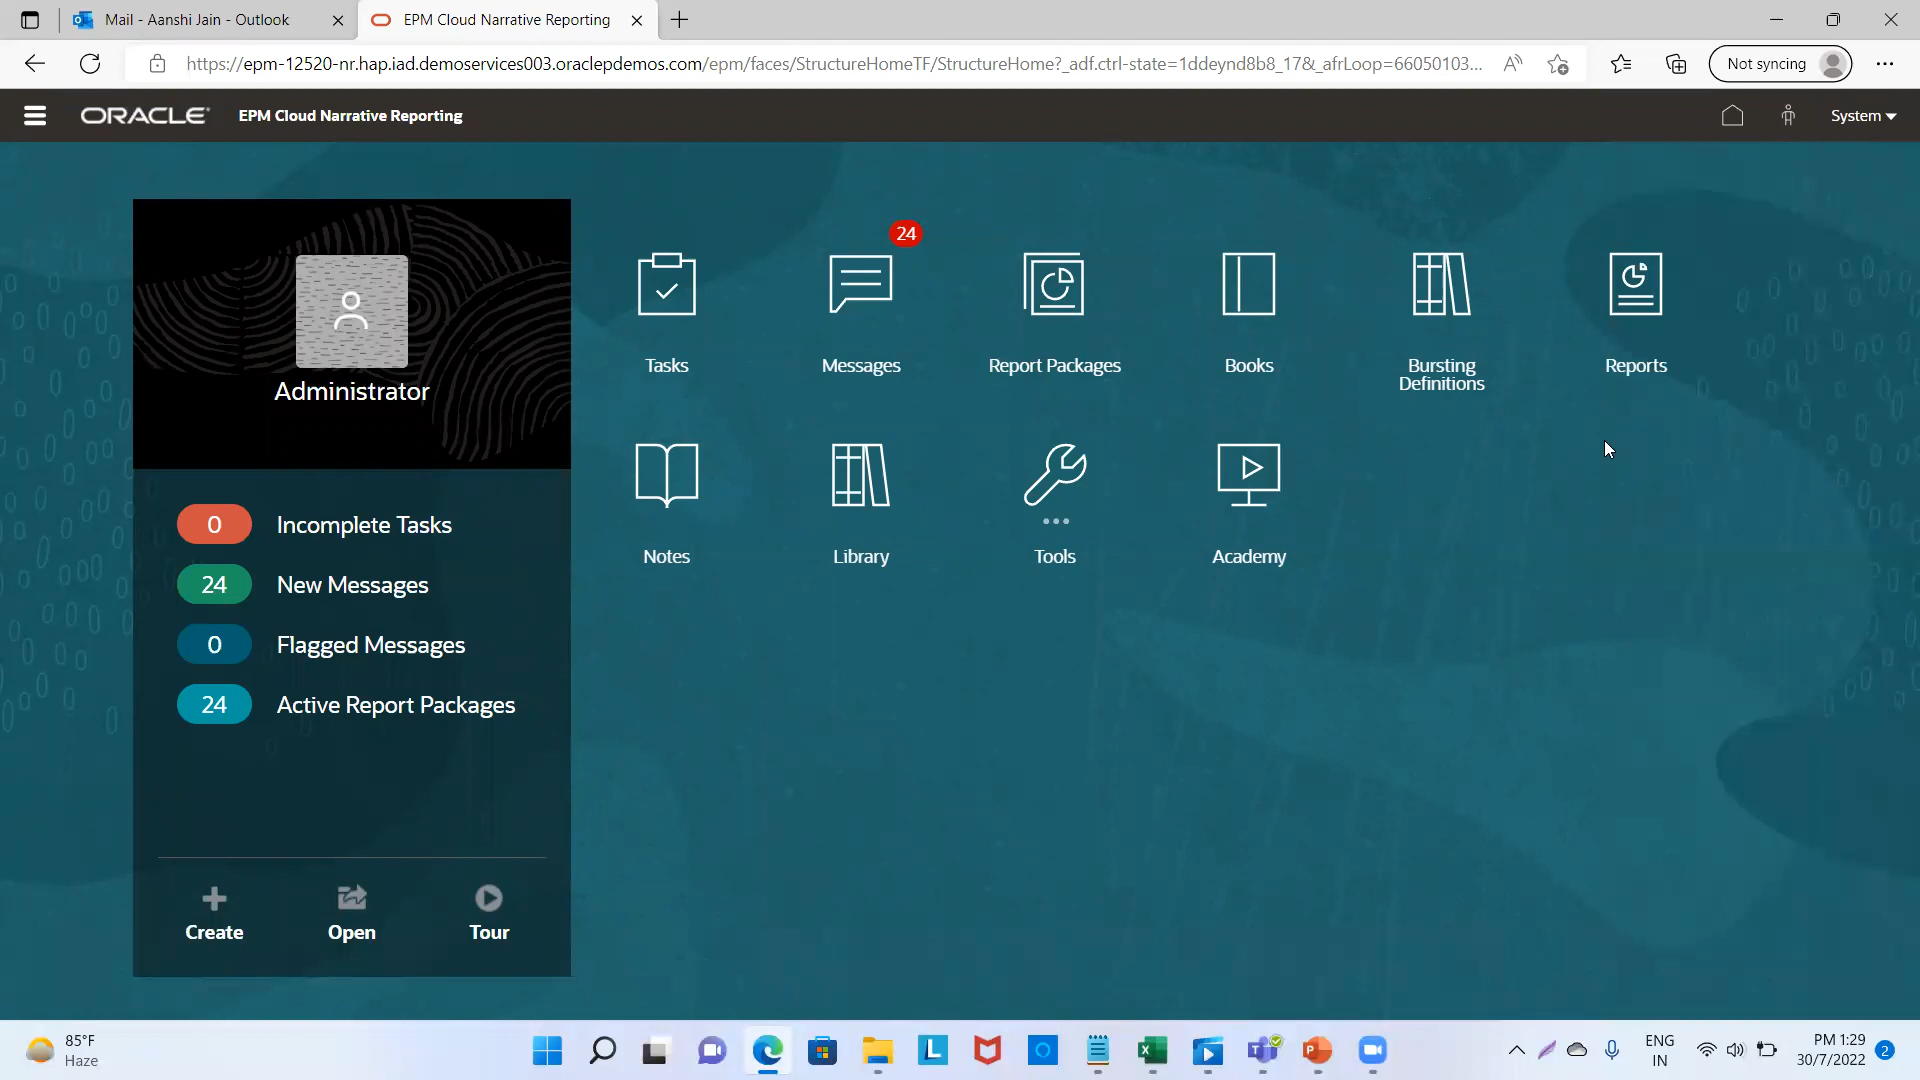 Mail - Aanshi Jain - Outlook
EPM Cloud Narrative Reporting
https://epm-12520-nr.hap.iad.demoservices003.oraclepdemos.com/epm/faces/StructureHomeTF/StructureHome?_adf.ctrl-state=1ddeynd8b8_17&_afrLoop=66050103...
Not syncing
ORACLE
EPM Cloud Narrative Reporting
System
Administrator
0 Incomplete Tasks
24 New Messages
0 Flagged Messages
24 Active Report Packages
Create
Open
Tour
24
Tasks
Messages
Report Packages
Books
Bursting
Definitions
Reports
Notes
Library
Tools
Academy
85°F
Haze
ENG
IN
PM 1:29
30/7/2022
2